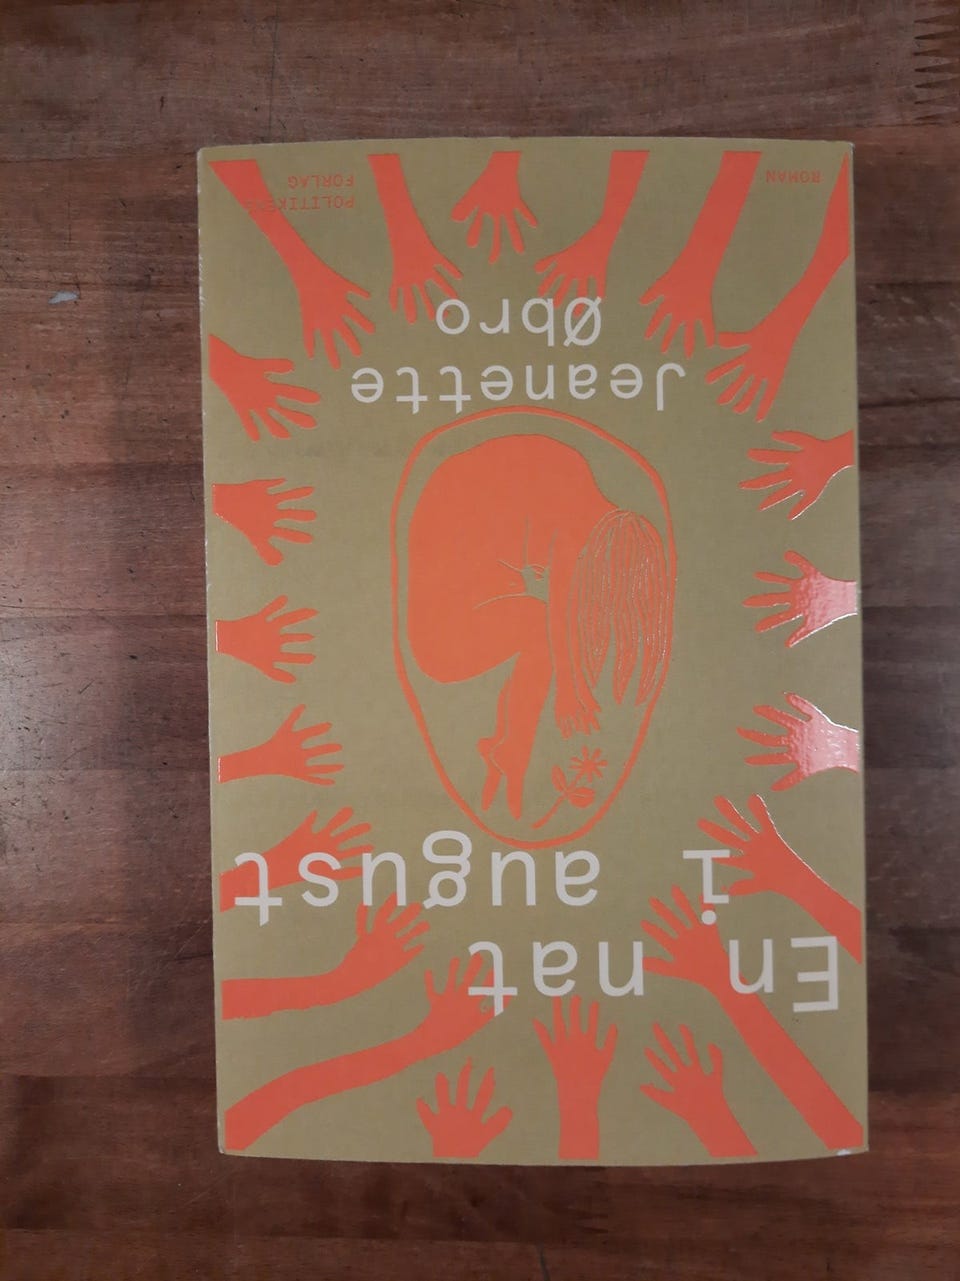 En nat
i august
Jeanette
Øbro
ROMAN
POLITIKENS
FORLAG